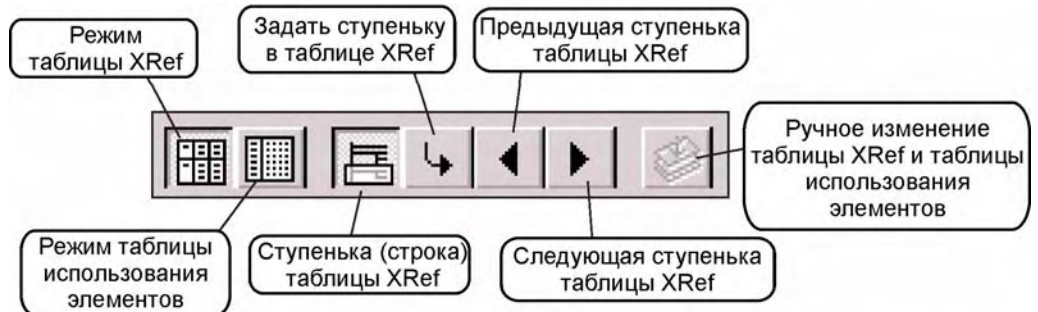 Режим
таблицы XRef
Задать ступеньку
в таблице XRef
Предыдущая ступенька
таблицы XRef
Ручное изменение
таблицы XRef и таблицы
использования
элементов
Режим таблицы
использования
элементов
Ступенька (строка)
таблицы XRef
Следующая ступенька
таблицы XRef